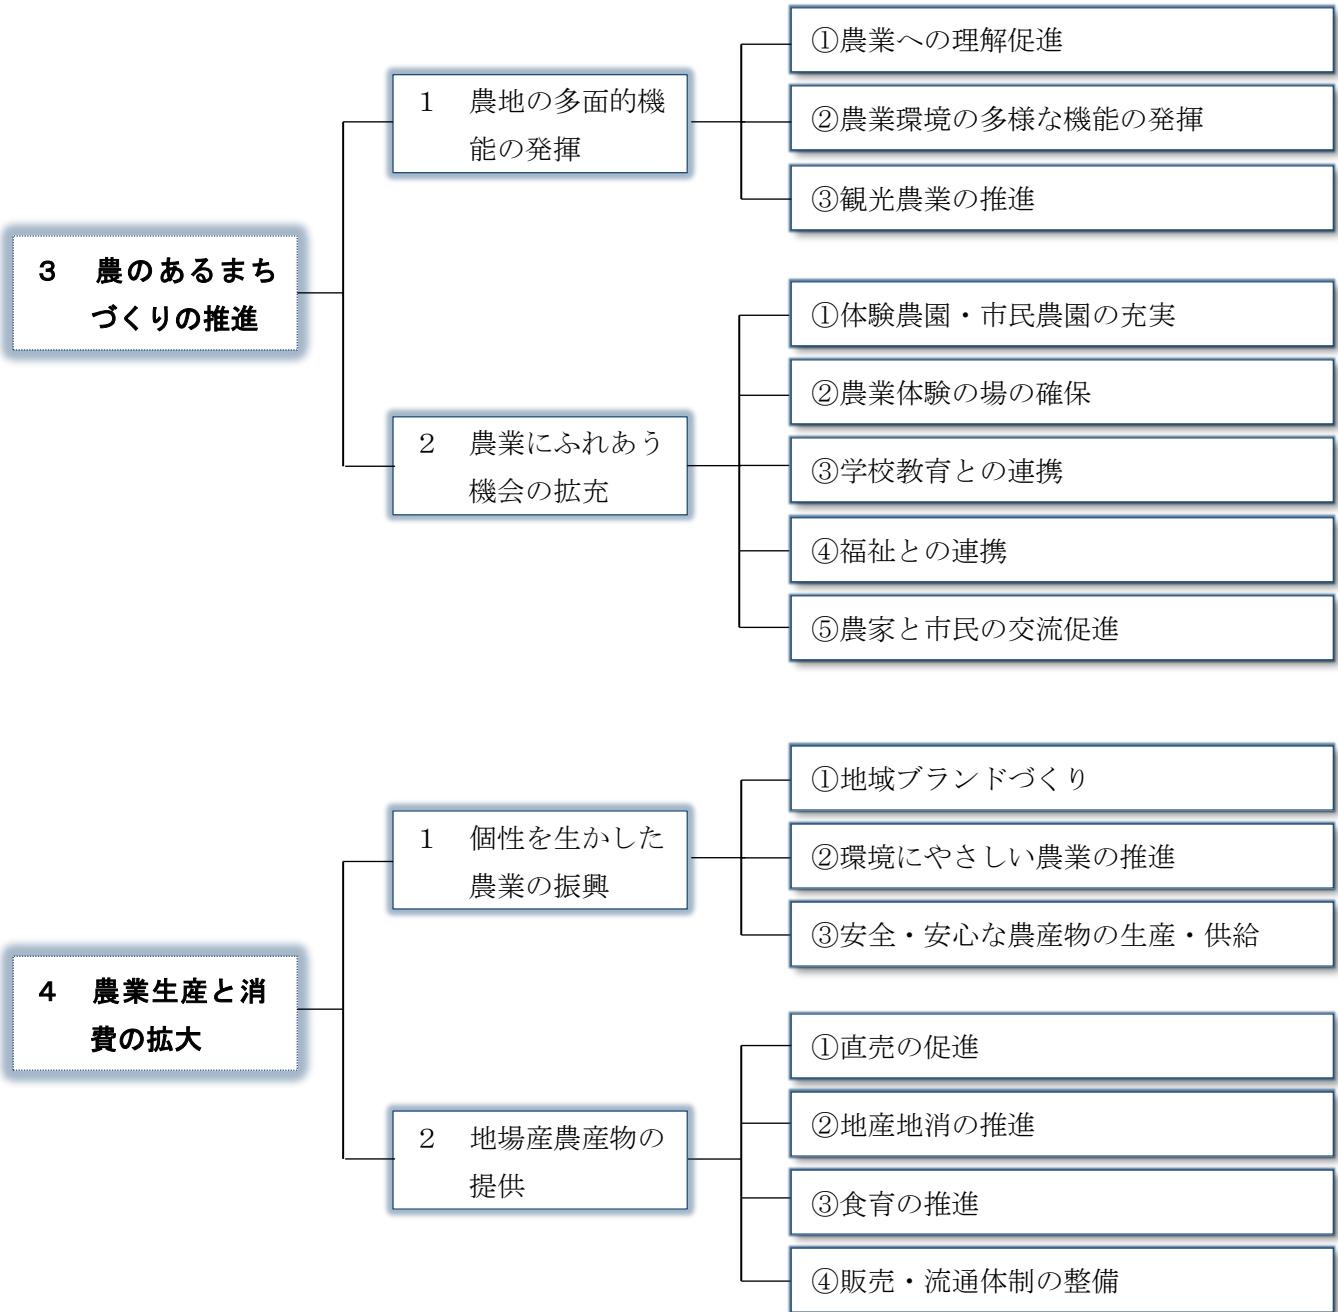 3　農のあるまち
づくりの推進
1　農地の多面的機
能の発揮
①農業への理解促進
②農業環境の多様な機能の発揮
③観光農業の推進
2　農業にふれあう
機会の拡充
①体験農園・市民農園の充実
②農業体験の場の確保
③学校教育との連携
④福祉との連携
⑤農家と市民の交流促進
4　農業生産と消
費の拡大
1　個性を生かした
農業の振興
①地域ブランドづくり
②環境にやさしい農業の推進
③安全・安心な農産物の生産・供給
2　地場産農産物の
提供
①直売の促進
②地産地消の推進
③食育の推進
④販売・流通体制の整備